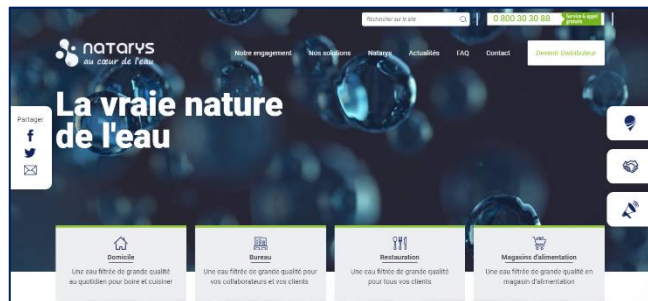 Rechercher sur le site
0 800 30 30 88
Service & appel
gratuits
natarys
au cœur de l'eau
Notre engagement
Nos solutions
Natarys
Actualités
FAQ
Contact
Devenir Distributeur
La vraie nature
de l'eau
Partager
Domicile
Une eau filtrée de grande qualité
au quotidien pour boire et cuisiner
Bureau
Une eau filtrée de grande qualité pour
vos collaborateurs et vos clients
Restauration
Une eau filtrée de grande qualité
pour tous vos clients
Magasins d'alimentation
Une eau filtrée de grande qualité en
magasin d'alimentation